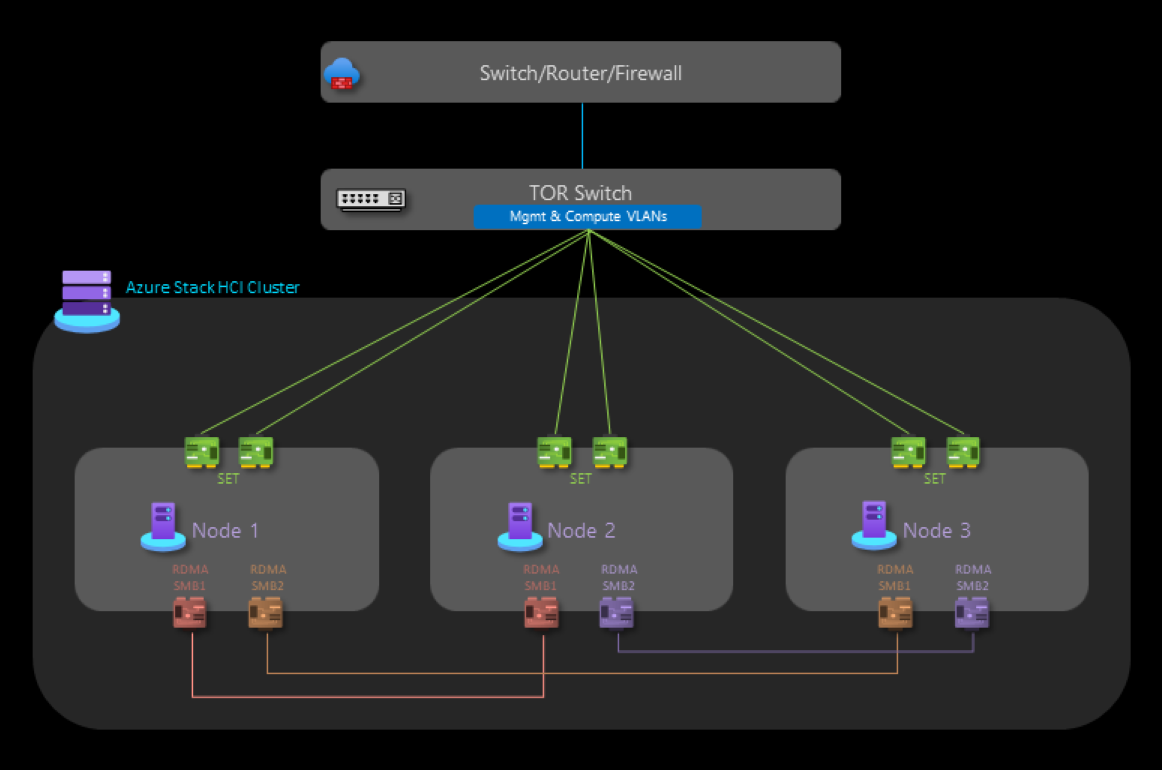 Switch/Router/Firewall
TOR Switch
Mgmt & Compute VLANs
Azure Stack HCI Cluster
SET
SET
SET
Node 1
Node 2
Node 3
RDMA
SMB1
RDMA
SMB2
RDMA
SMB1
RDMA
SMB2
RDMA
SMB1
RDMA
SMB2